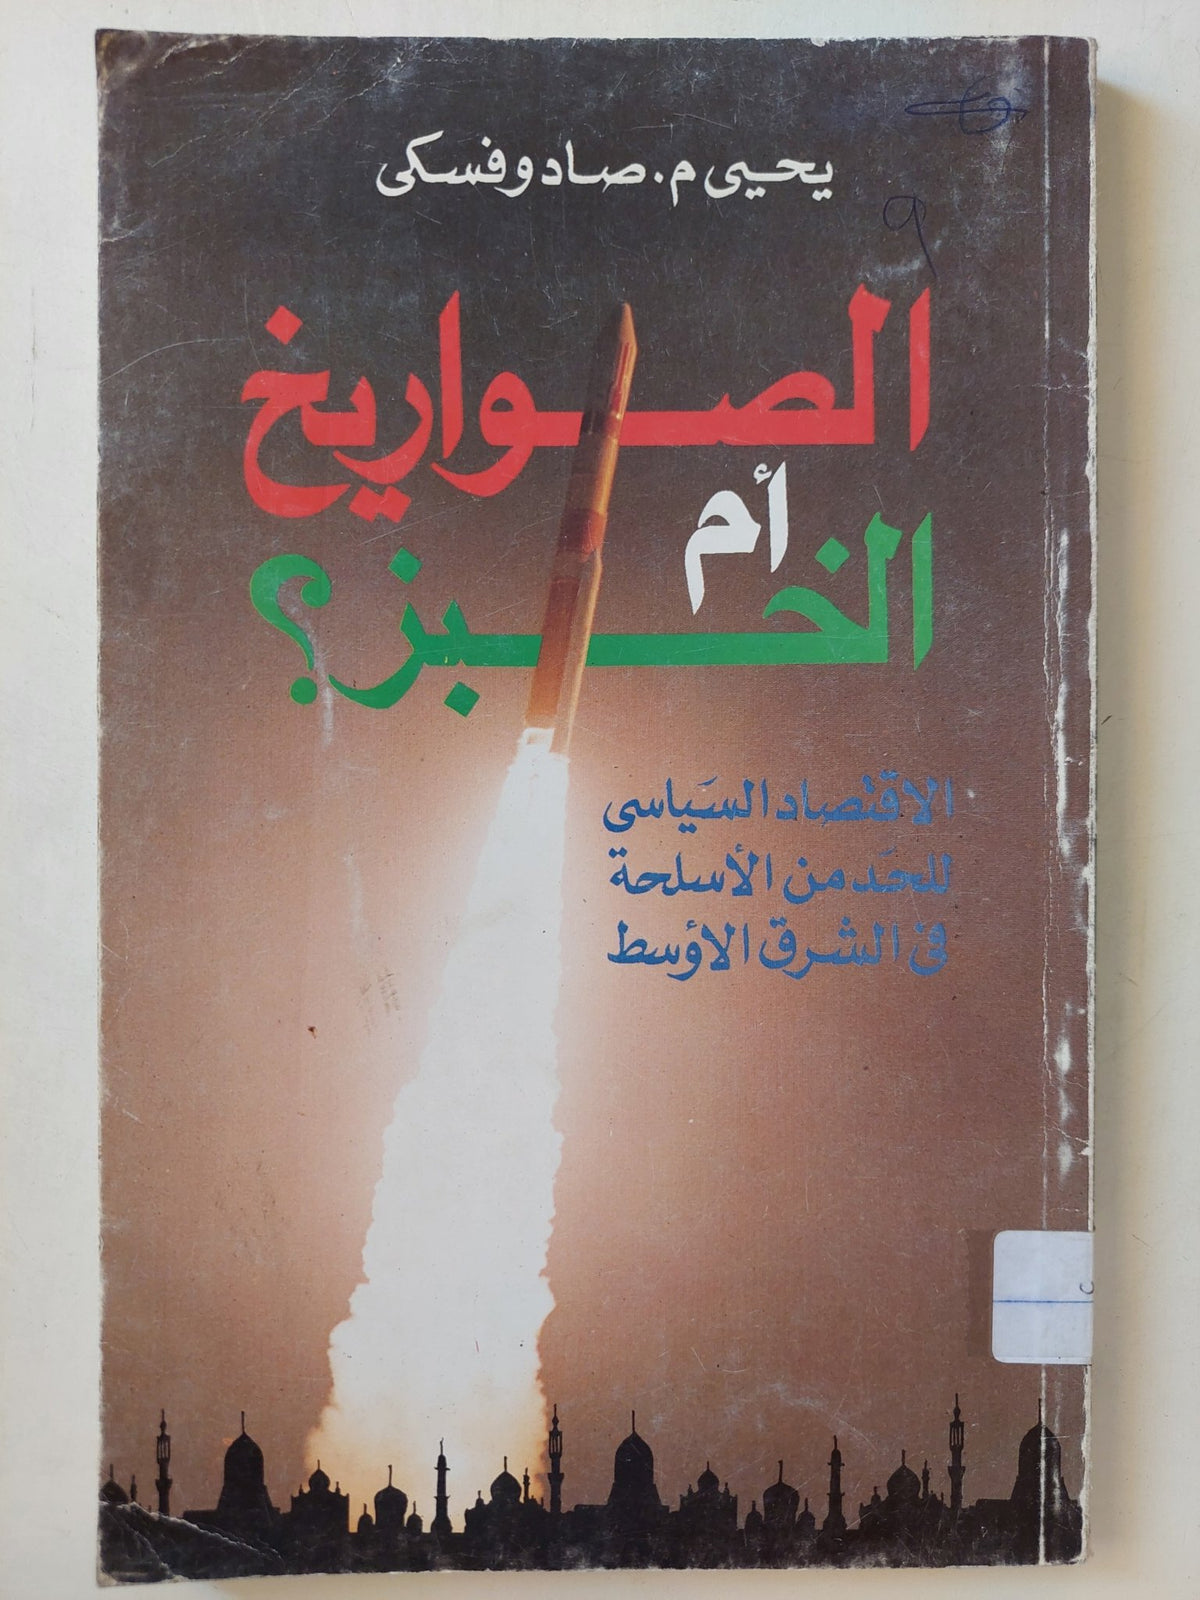 يحيى م. صادوفسكى
الصواريخ
أم
الخبز؟
الاقتصاد السياسى
للحد من الأسلحة
فى الشرق الأوسط